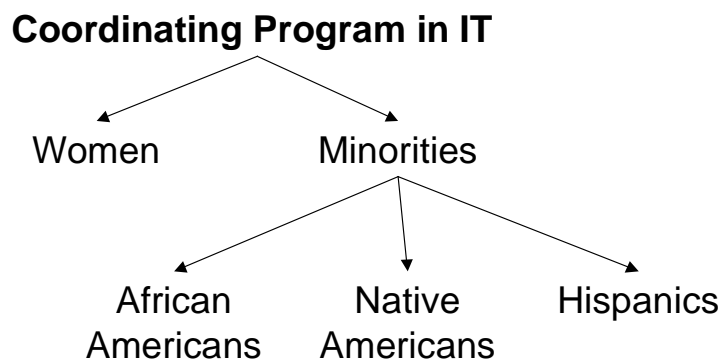 Coordinating Program in IT
Women
Minorities
African
Americans
Native
Americans
Hispanics